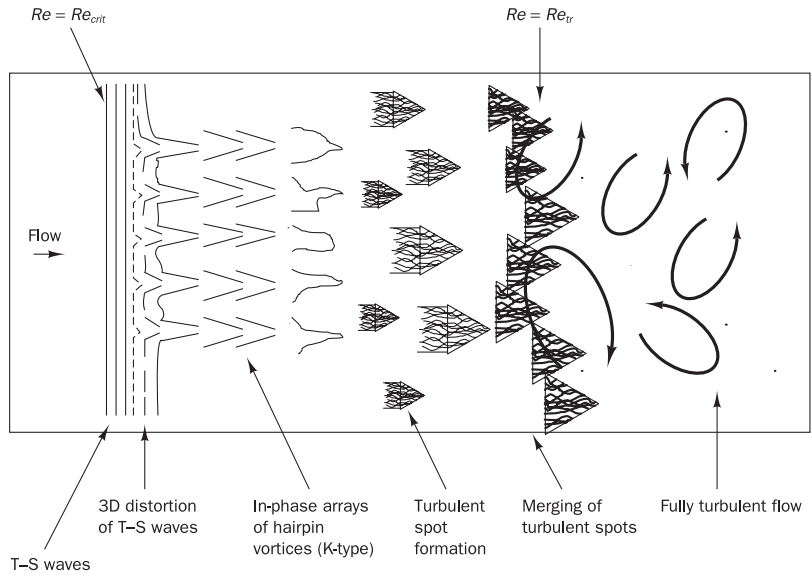 Re = Re_crit
Re = Re_tr
Flow
3D distortion
of T–S waves
In-phase arrays
of hairpin
vortices (K-type)
Turbulent
spot
formation
Merging of
turbulent spots
Fully turbulent flow
T–S waves